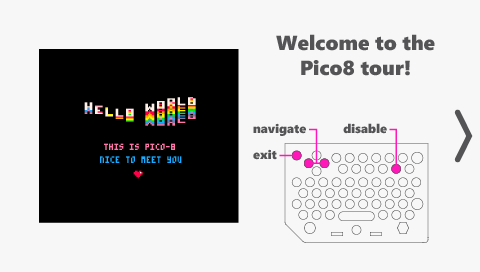 HELLO WORLD
THIS IS PICO-8
NICE TO MEET YOU
Welcome to the
Pico8 tour!
navigate
disable
exit